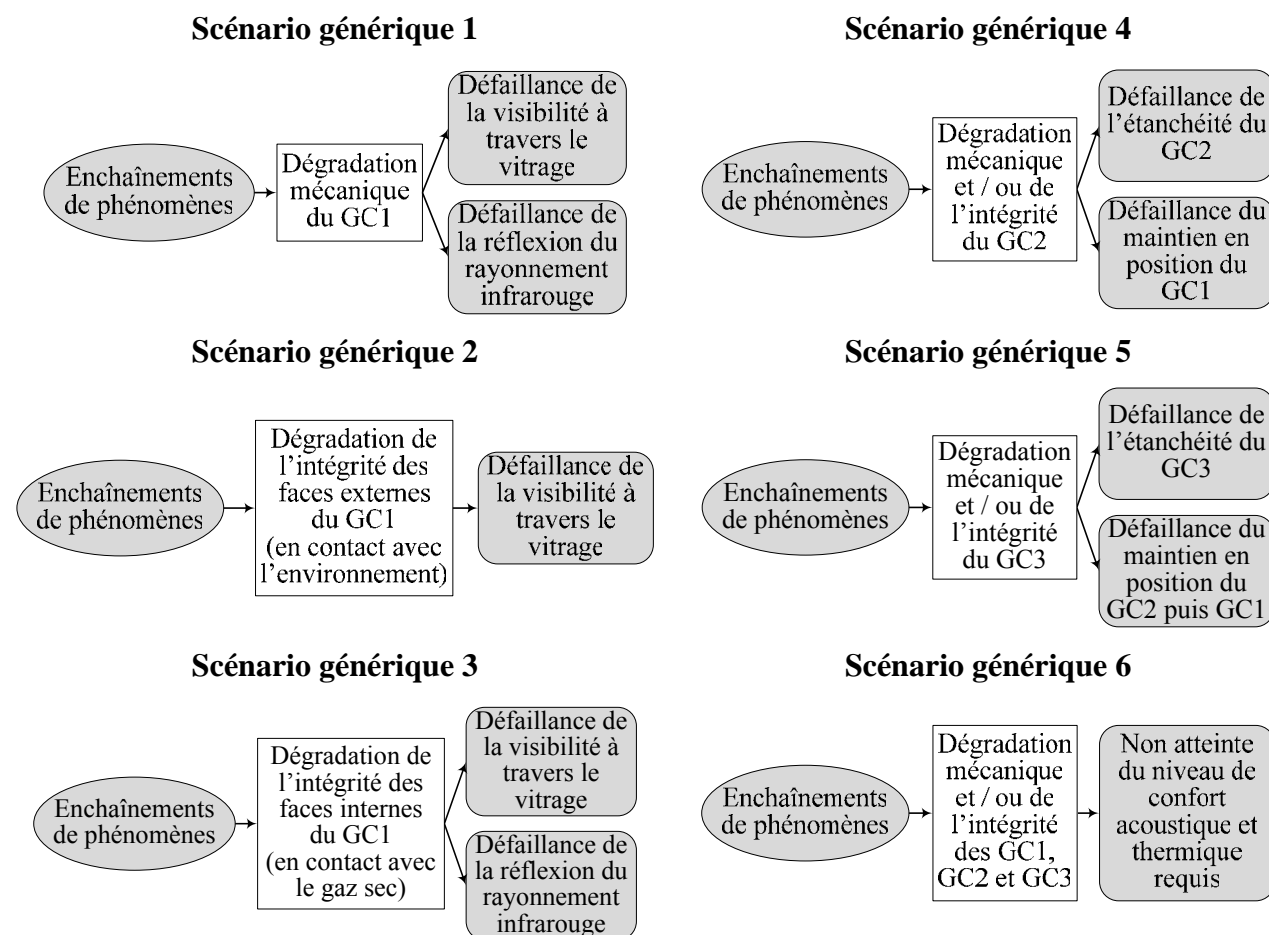 Scénario générique 1
Enchaînements
de phénomènes
Dégradation
mécanique
du GC1
Défaillance de
la visibilité à
travers le
vitrage
Défaillance de
la réflexion du
rayonnement
infrarouge
Scénario générique 2
Enchaînements
de phénomènes
Dégradation de
l'intégrité des
faces externes
du GC1
(en contact avec
l'environnement)
Défaillance de
la visibilité à
travers le
vitrage
Scénario générique 3
Enchaînements
de phénomènes
Dégradation de
l'intégrité des
faces internes
du GC1
(en contact avec
le gaz sec)
Défaillance de
la visibilité à
travers le
vitrage
Défaillance de
la réflexion du
rayonnement
infrarouge
Scénario générique 4
Enchaînements
de phénomènes
Dégradation
mécanique
et / ou de
l'intégrité
du GC2
Défaillance de
l'étanchéité du
GC2
Défaillance du
maintien en
position du
GC1
Scénario générique 5
Enchaînements
de phénomènes
Dégradation
mécanique
et / ou de
l'intégrité
du GC3
Défaillance de
l'étanchéité du
GC3
Défaillance du
maintien en
position du
GC2 puis GC1
Scénario générique 6
Enchaînements
de phénomènes
Dégradation
mécanique
et / ou de
l'intégrité
des GC1,
GC2 et GC3
Non atteinte
du niveau de
confort
acoustique et
thermique
requis